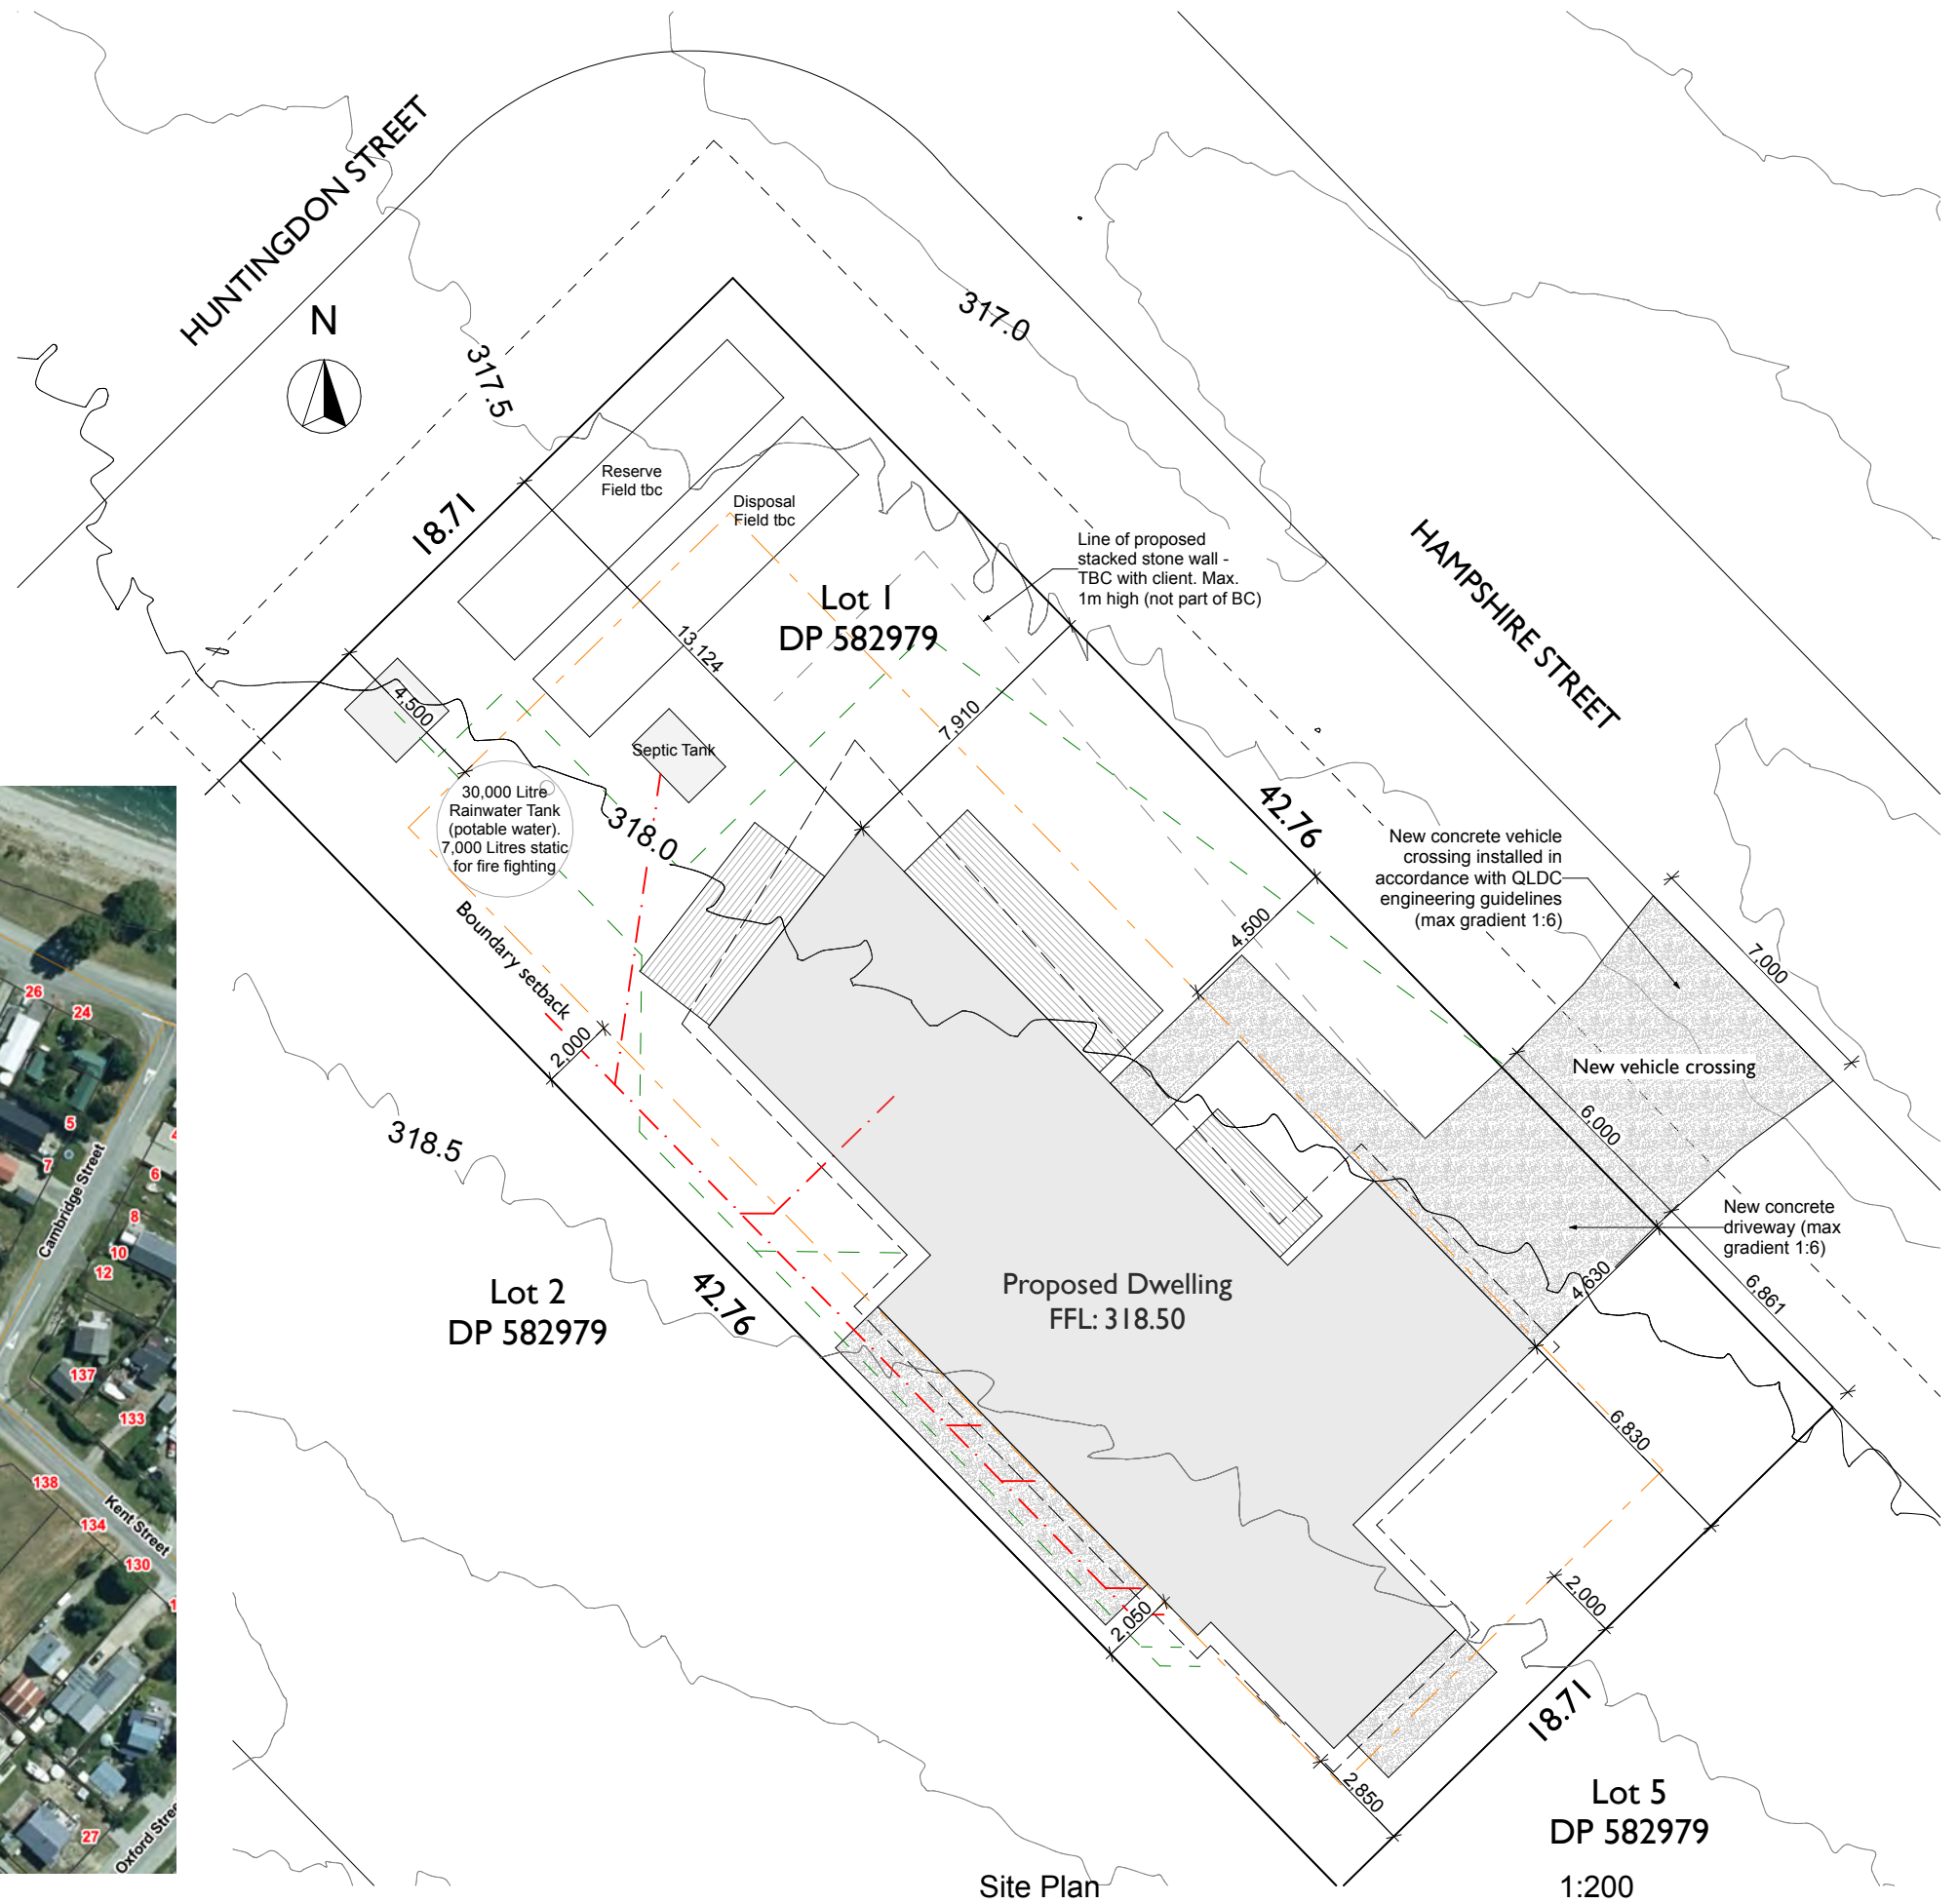 HUNTINGDON STREET
N
317.5
317.0
HAMPSHIRE STREET
18.71
Reserve
Field tbc
Disposal
Field tbc
Line of proposed
stacked stone wall -
TBC with client. Max.
1m high (not part of BC)
Lot 1
DP 582979
13,124
7,910
4,500
Septic Tank
30,000 Litre
Rainwater Tank
(potable water).
7,000 Litres static
for fire fighting
318.0
42.76
New concrete vehicle
crossing installed in
accordance with QLDC
engineering guidelines
(max gradient 1:6)
4,500
7,000
Boundary setback
2,000
New vehicle crossing
6,000
318.5
New concrete
driveway (max
gradient 1:6)
4,630
6,861
Lot 2
DP 582979
42.76
Proposed Dwelling
FFL: 318.50
6,830
2,000
2,050
18.71
2,850
Lot 5
DP 582979
Site Plan
1:200
26
24
5
7
4
6
8
10
12
Cambridge Street
137
133
138
Kent Street
134
130
1
27
Oxford Stree